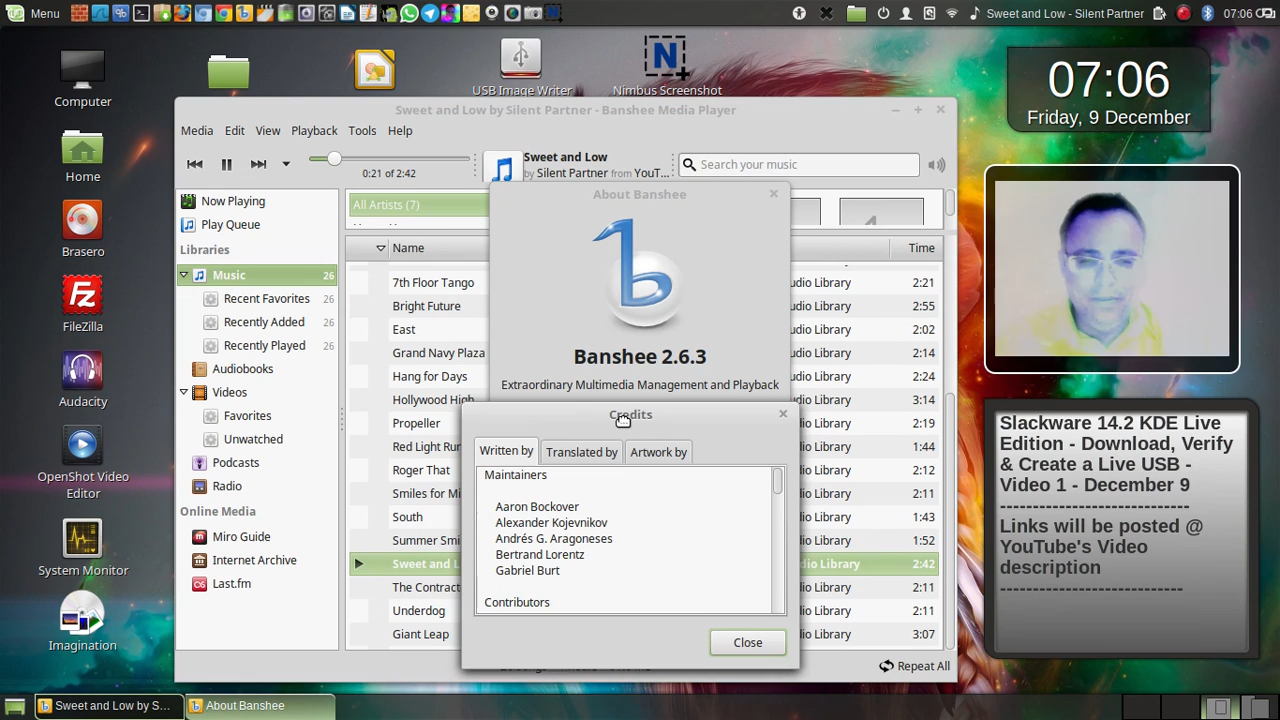 Menu
Sweet and Low - Silent Partner
07:06
Computer
Home
Brasero
FileZilla
Audacity
OpenShot Video
Editor
System Monitor
Imagination
USB Image Writer
Nimbus Screenshot
Sweet and Low by Silent Partner - Banshee Media Player
Media Edit View Playback Tools Help
0:21 of 2:42
Sweet and Low
by Silent Partner from YouT...
Search your music
Now Playing
Play Queue
Libraries
Music 26
Recent Favorites 26
Recently Added 26
Recently Played 26
Audiobooks
Videos
Favorites
Unwatched
Podcasts
Radio
Online Media
Miro Guide
Internet Archive
Last.fm
All Artists (7)
Name Time
7th Floor Tango udio Library 2:21
Bright Future udio Library 2:55
East udio Library 2:02
Grand Navy Plaza udio Library 2:14
Hang for Days udio Library 2:24
Hollywood High udio Library 3:14
Propeller udio Library 2:19
Red Light Run udio Library 2:44
Roger That udio Library 2:12
Smiles for Mi udio Library 2:11
South udio Library 1:43
Summer Smi udio Library 1:52
Sweet and L dio Library 2:42
The Contract udio Library 2:11
Underdog udio Library 2:11
Giant Leap udio Library 3:07
Repeat All
About Banshee
Banshee 2.6.3
Extraordinary Multimedia Management and Playback
Credits
Written by Translated by Artwork by
Maintainers
Aaron Bockover
Alexander Kojevnikov
Andrés G. Aragoneses
Bertrand Lorentz
Gabriel Burt
Contributors
Close
07:06
Friday, 9 December
Slackware 14.2 KDE Live
Edition - Download, Verify
& Create a Live USB -
Video 1 - December 9
---------------------------
Links will be posted @
YouTube's Video
description
--------------------------
Sweet and Low by S...
About Banshee